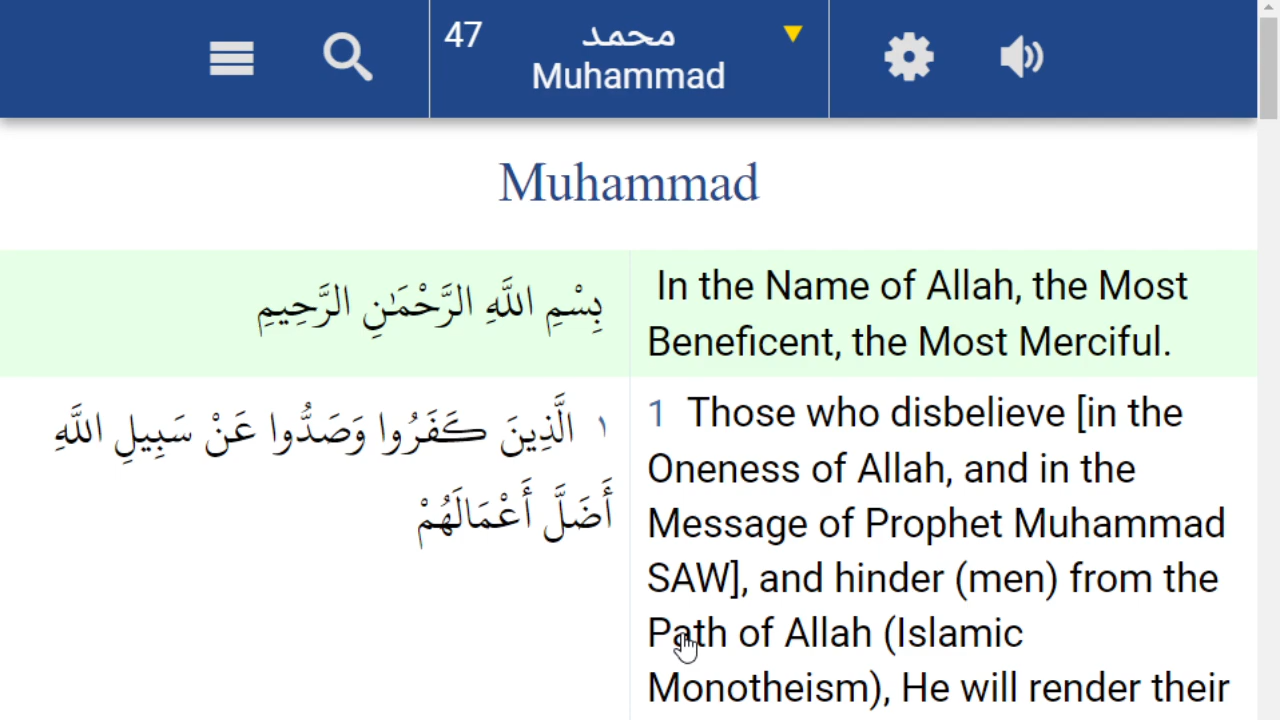 47
محمد
Muhammad
Muhammad
بِسْمِ اللَّهِ الرَّحْمَٰنِ الرَّحِيمِ
In the Name of Allah, the Most
Beneficent, the Most Merciful.
١ الَّذِينَ كَفَرُوا وَصَدُّوا عَنْ سَبِيلِ اللَّهِ
أَضَلَّ أَعْمَالَهُمْ
1 Those who disbelieve [in the
Oneness of Allah, and in the
Message of Prophet Muhammad
SAW], and hinder (men) from the
Path of Allah (Islamic
Monotheism), He will render their